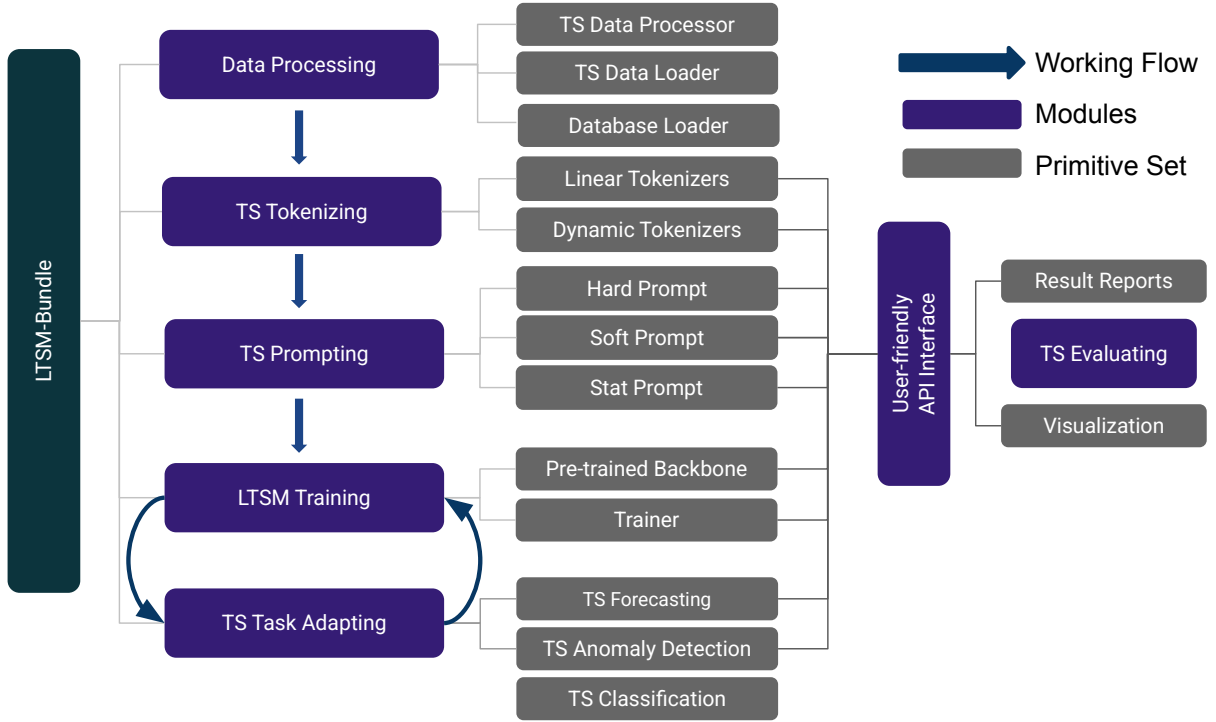 LTSM-Bundle
Data Processing
TS Data Processor
TS Data Loader
Database Loader
TS Tokenizing
Linear Tokenizers
Dynamic Tokenizers
TS Prompting
Hard Prompt
Soft Prompt
Stat Prompt
LTSM Training
Pre-trained Backbone
Trainer
TS Task Adapting
TS Forecasting
TS Anomaly Detection
TS Classification
User-friendly
API Interface
Result Reports
TS Evaluating
Visualization
Working Flow
Modules
Primitive Set